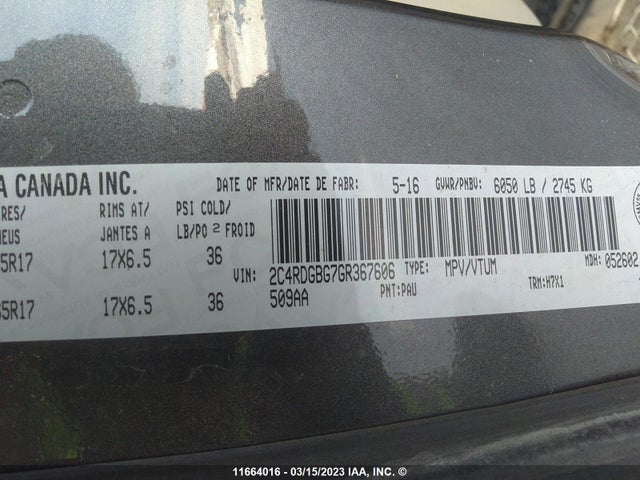 A CANADA INC. DATE OF MFR/DATE DE FABR: 5-16 GVWR/PNBV: 6050 LB / 2745 KG
RES/ RIMS AT/ PSI COLD/
EUS JANTES A LB/PO 2 FROID
5R17 17X6.5 36
VIN: 2C4RDGBG7GR367606 TYPE: MPV/VTUM MDH: 052602
5R17 17X6.5 36 509AA PNT:PAU TRM:H7X1
11664016 - 03/15/2023 IAA, INC. ©